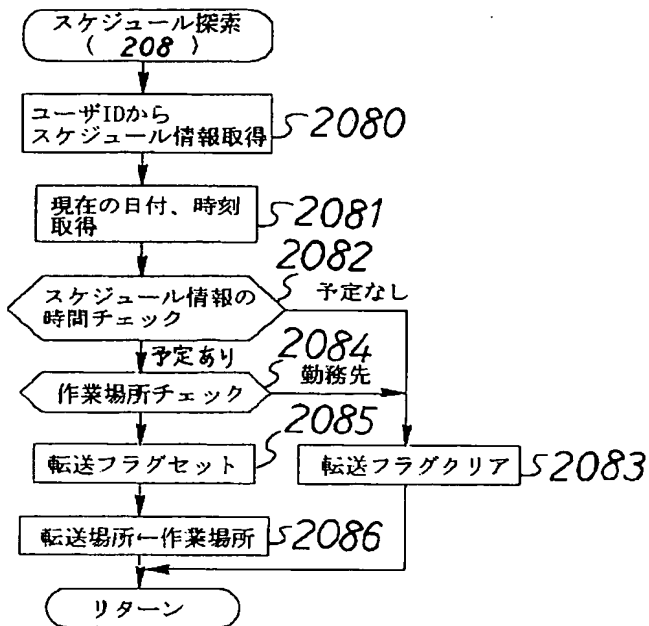 スケジュール探索
( 208 )
ユーザIDから
スケジュール情報取得
2080
現在の日付、時刻
取得
2081
2082
スケジュール情報の
時間チェック
予定なし
予定あり
2084
作業場所チェック
勤務先
2085
転送フラグセット
転送フラグクリア
2083
転送場所←作業場所
2086
リターン